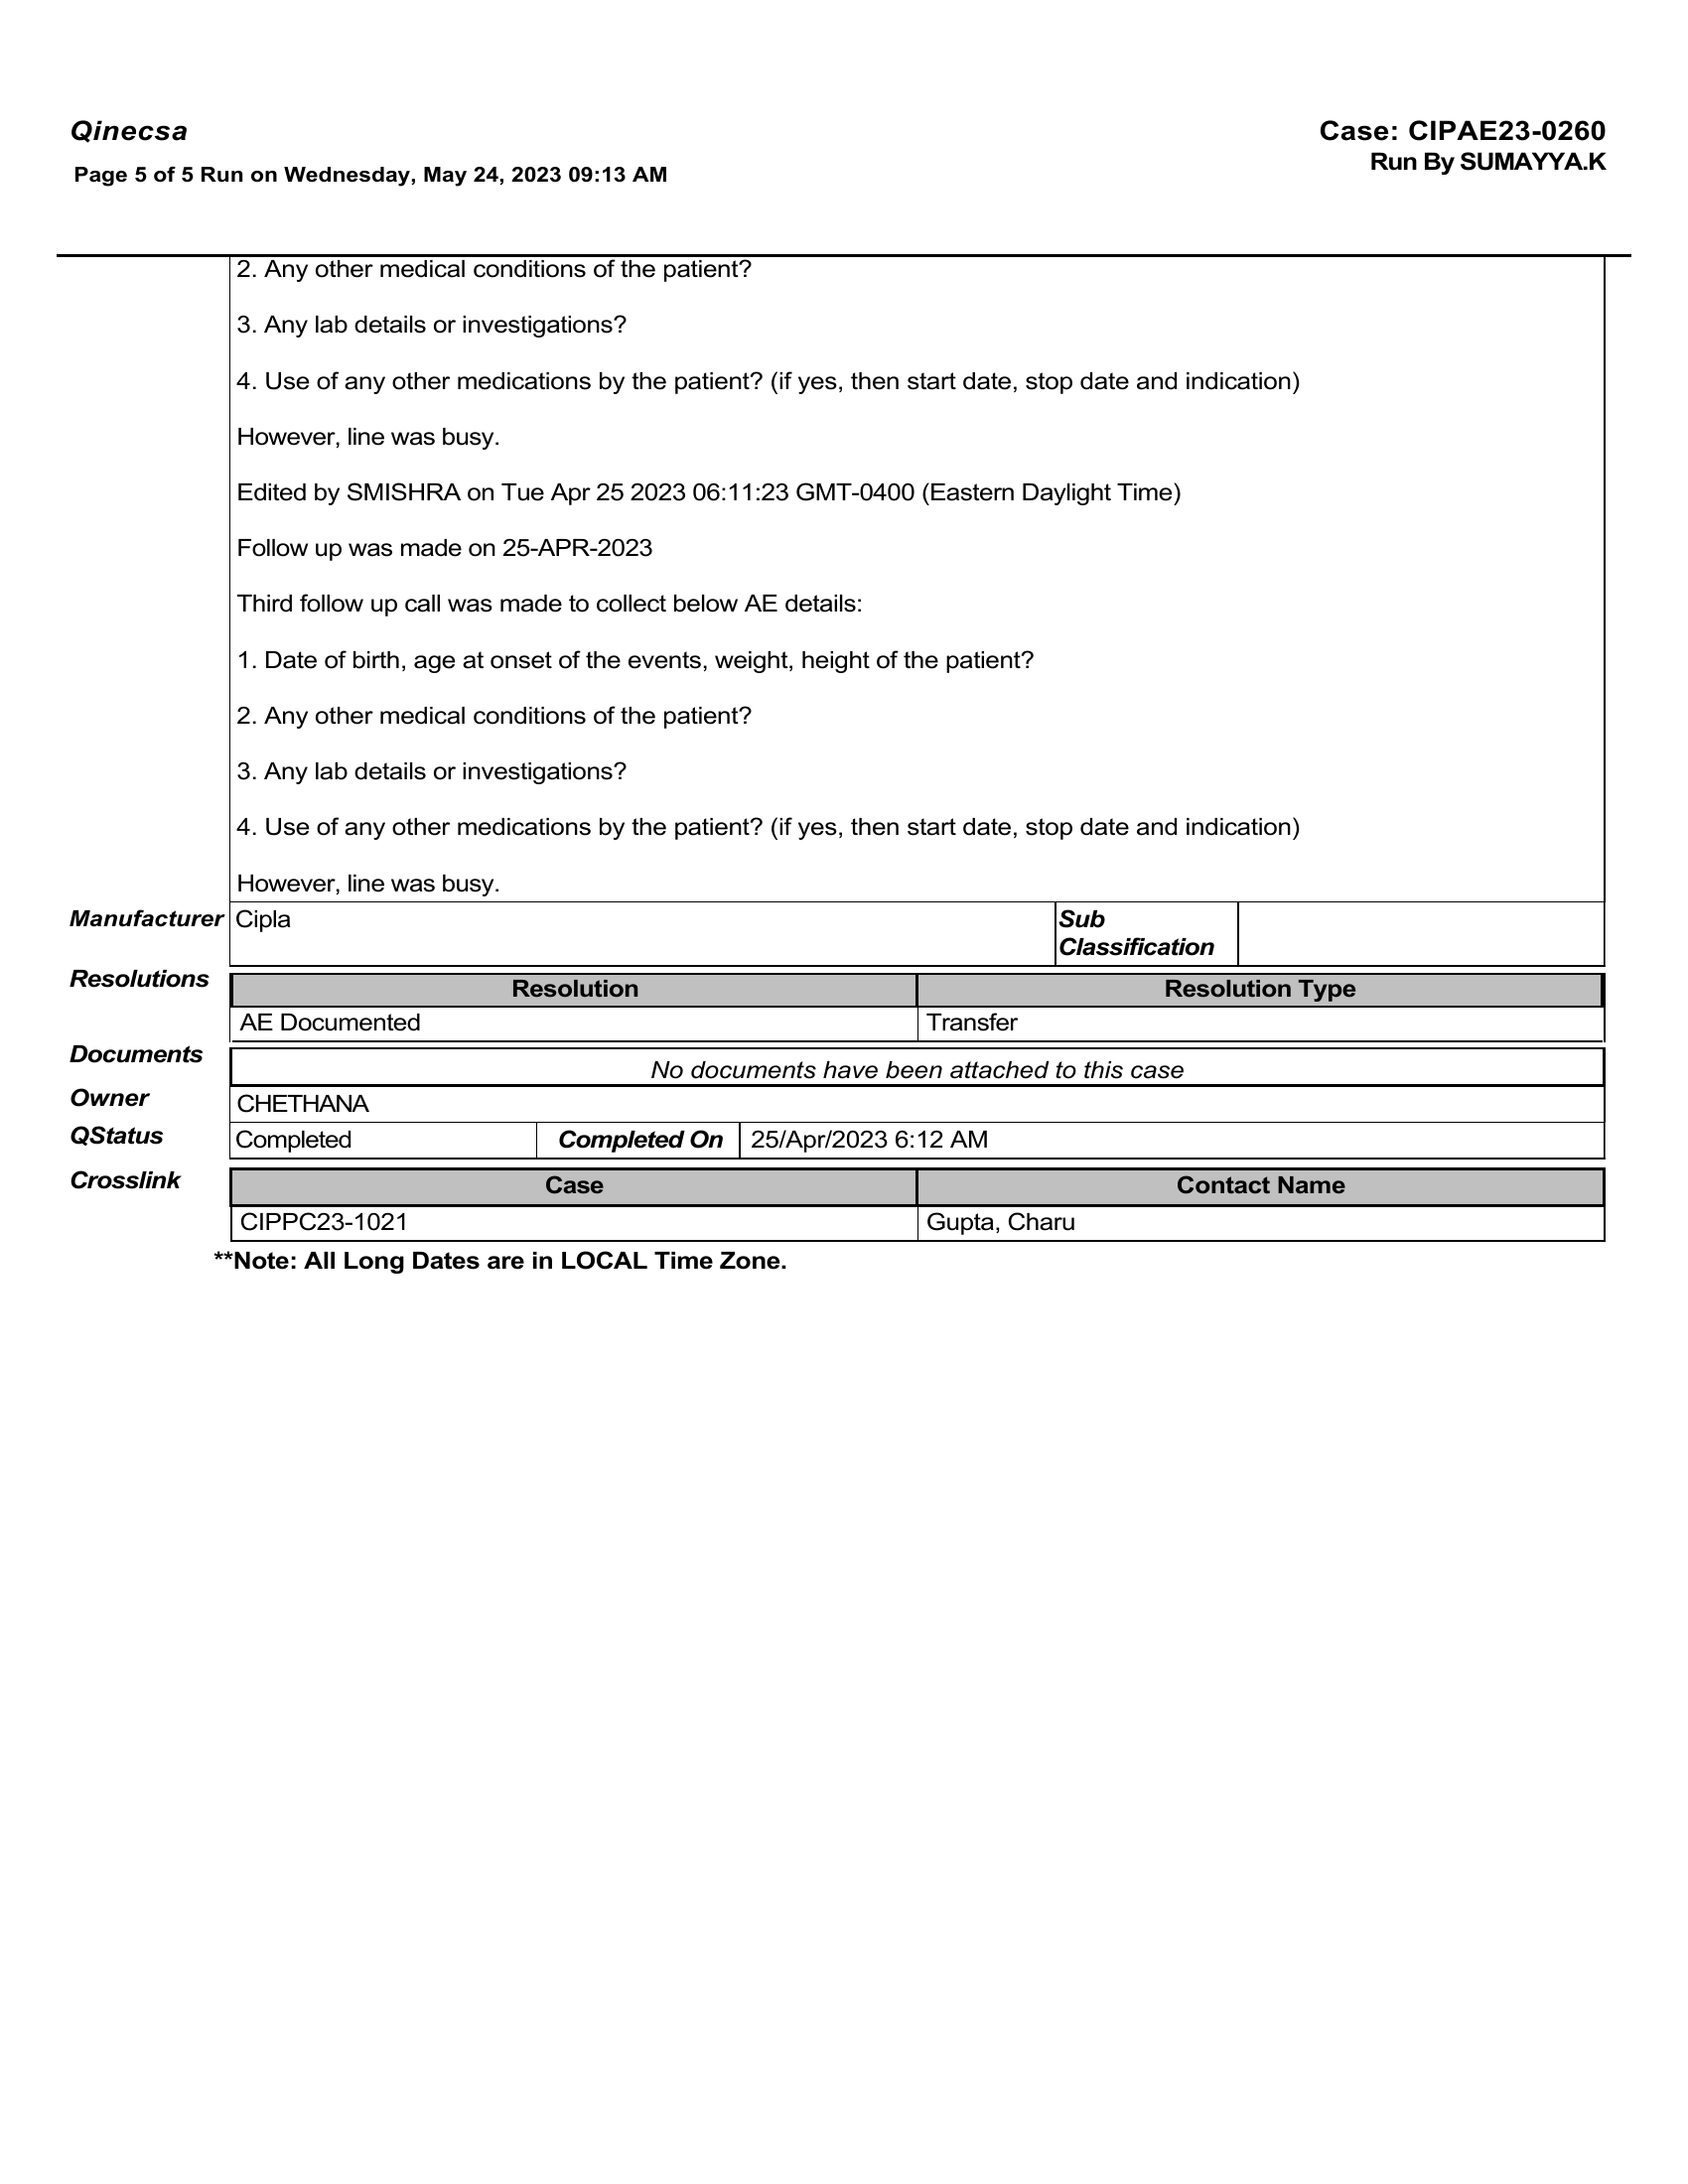 Qinecsa
Case: CIPAE23-0260
Page 5 of 5 Run on Wednesday, May 24, 2023 09:13 AM
Run By SUMAYYA.K
2. Any other medical conditions of the patient?
3. Any lab details or investigations?
4. Use of any other medications by the patient? (if yes, then start date, stop date and indication)
However, line was busy.
Edited by SMISHRA on Tue Apr 25 2023 06:11:23 GMT-0400 (Eastern Daylight Time)
Follow up was made on 25-APR-2023
Third follow up call was made to collect below AE details:
1. Date of birth, age at onset of the events, weight, height of the patient?
2. Any other medical conditions of the patient?
3. Any lab details or investigations?
4. Use of any other medications by the patient? (if yes, then start date, stop date and indication)
However, line was busy.
Manufacturer Cipla Sub
Classification
Resolutions
Resolution Resolution Type
AE Documented Transfer
Documents
No documents have been attached to this case
Owner CHETHANA
QStatus Completed Completed On 25/Apr/2023 6:12 AM
Crosslink
Case Contact Name
CIPPC23-1021 Gupta, Charu
**Note: All Long Dates are in LOCAL Time Zone.